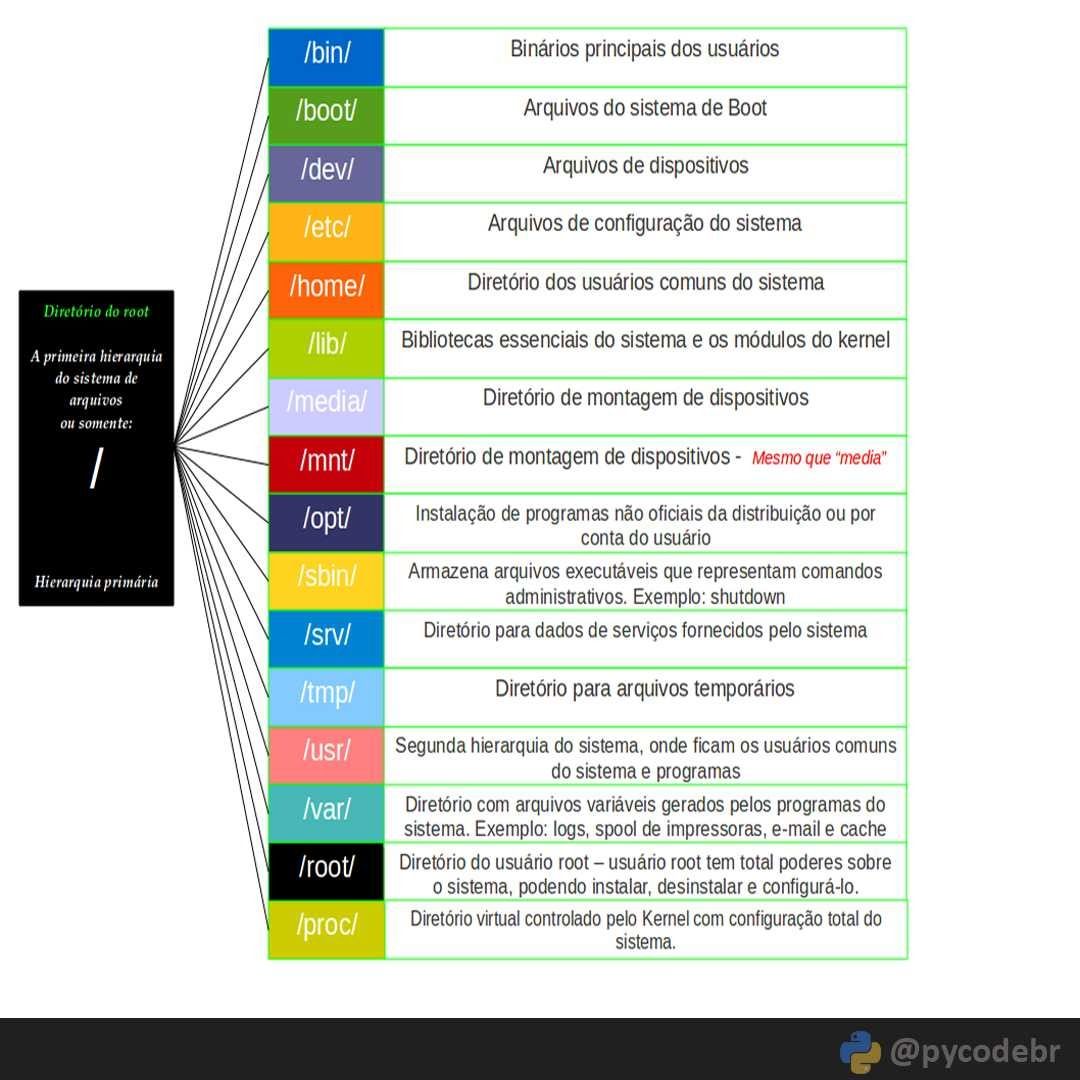 Diretório do root
A primeira hierarquia
do sistema de
arquivos
ou somente:
/
Hierarquia primária
/bin/
Binários principais dos usuários
/boot/
Arquivos do sistema de Boot
/dev/
Arquivos de dispositivos
/etc/
Arquivos de configuração do sistema
/home/
Diretório dos usuários comuns do sistema
/lib/
Bibliotecas essenciais do sistema e os módulos do kernel
/media/
Diretório de montagem de dispositivos
/mnt/
Diretório de montagem de dispositivos - Mesmo que “media”
/opt/
Instalação de programas não oficiais da distribuição ou por
conta do usuário
/sbin/
Armazena arquivos executáveis que representam comandos
administrativos. Exemplo: shutdown
/srv/
Diretório para dados de serviços fornecidos pelo sistema
/tmp/
Diretório para arquivos temporários
/usr/
Segunda hierarquia do sistema, onde ficam os usuários comuns
do sistema e programas
/var/
Diretório com arquivos variáveis gerados pelos programas do
sistema. Exemplo: logs, spool de impressoras, e-mail e cache
/root/
Diretório do usuário root – usuário root tem total poderes sobre
o sistema, podendo instalar, desinstalar e configurá-lo.
/proc/
Diretório virtual controlado pelo Kernel com configuração total do
sistema.
@pycodebr